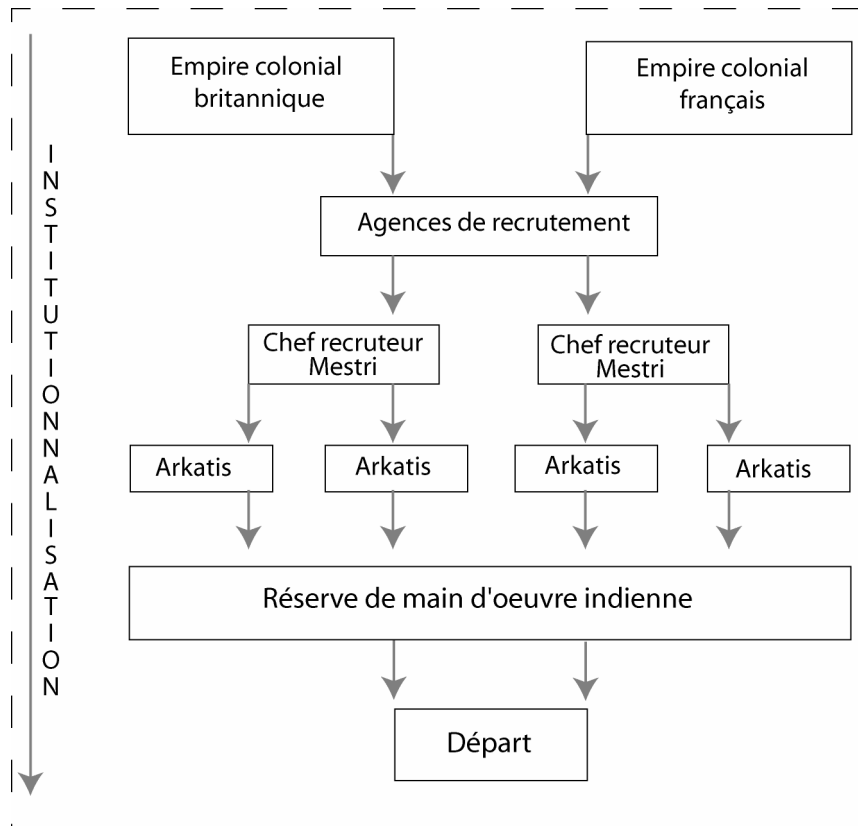 Empire colonial
britannique
Empire colonial
français
Agences de recrutement
Chef recruteur
Mestri
Chef recruteur
Mestri
Arkatis
Arkatis
Arkatis
Arkatis
Réserve de main d'oeuvre indienne
Départ
INSTITUTIONNALISATION